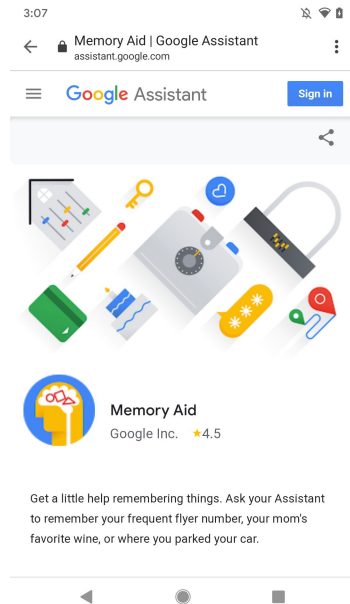 3:07
Memory Aid | Google Assistant
assistant.google.com
Google Assistant
Sign in
Memory Aid
Google Inc. ★4.5
Get a little help remembering things. Ask your Assistant
to remember your frequent flyer number, your mom's
favorite wine, or where you parked your car.